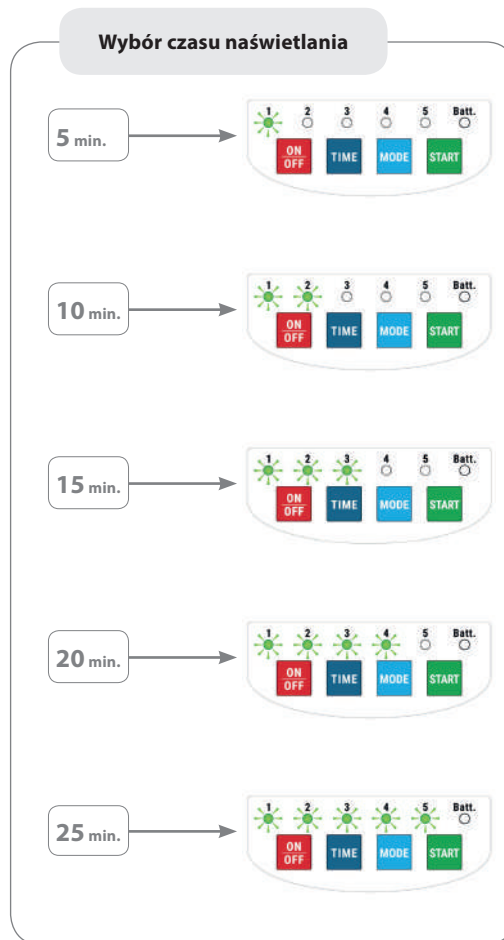 Wybór czasu naświetlania
5 min.
1 2 3 4 5 Batt.
ON OFF TIME MODE START
10 min.
1 2 3 4 5 Batt.
ON OFF TIME MODE START
15 min.
1 2 3 4 5 Batt.
ON OFF TIME MODE START
20 min.
1 2 3 4 5 Batt.
ON OFF TIME MODE START
25 min.
1 2 3 4 5 Batt.
ON OFF TIME MODE START